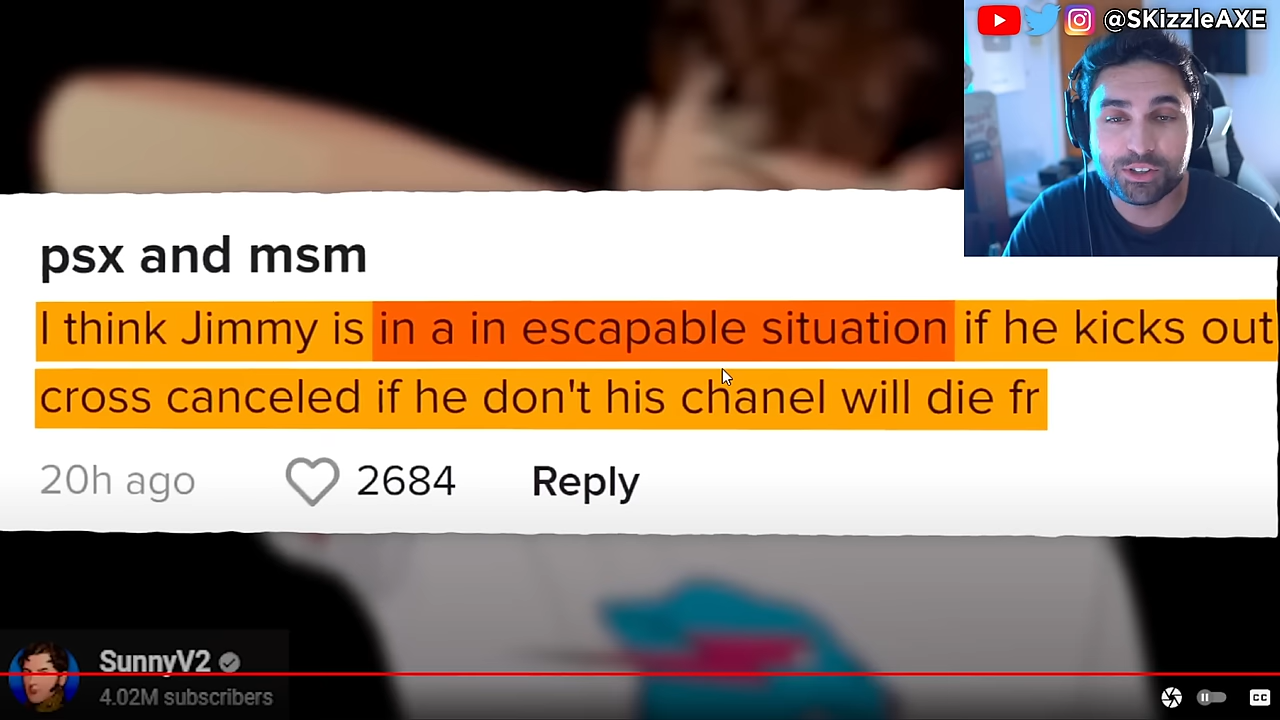 @SKizzleAXE
psx and msm
I think Jimmy is in a in escapable situation if he kicks out
cross canceled if he don't his chanel will die fr
20h ago 2684 Reply
SunnyV2
4.02M subscribers
CC